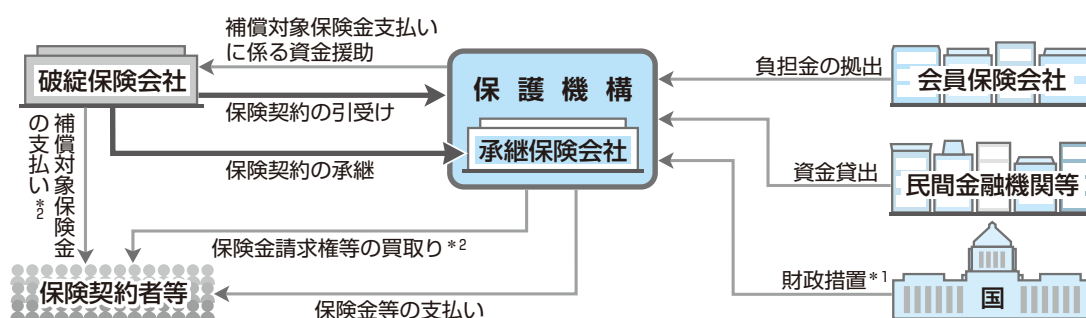 補償対象保険金支払い
に係る資金援助
破綻保険会社
保険契約の引受け
保険契約の承継
補償対象保険金
の支払い*2
保護機構
承継保険会社
負担金の拠出
会員保険会社
資金貸出
民間金融機関等
財政措置*1
国
保険金請求権等の買取り*2
保険契約者等
保険金等の支払い